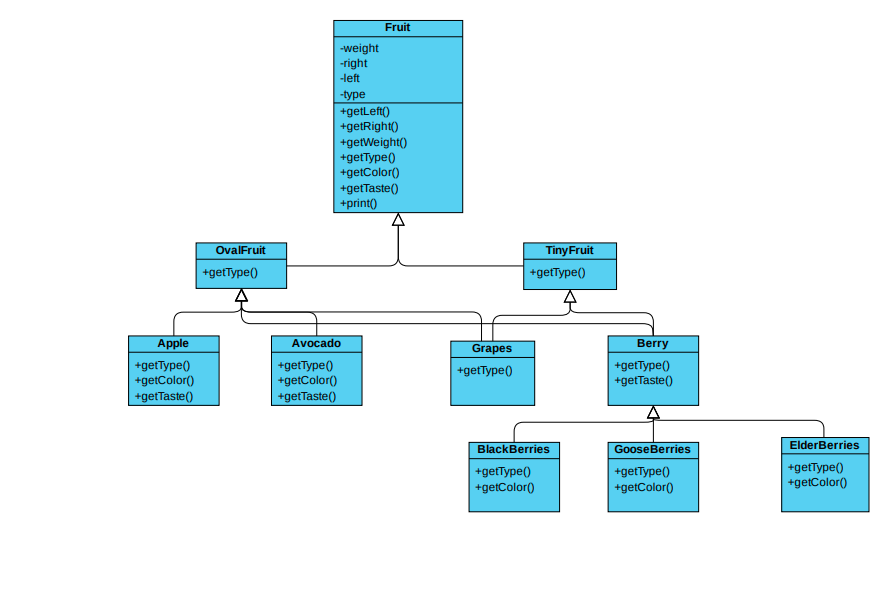 Fruit
-weight
-right
-left
-type
+getLeft()
+getRight()
+getWeight()
+getType()
+getColor()
+getTaste()
+print()
OvalFruit
+getType()
TinyFruit
+getType()
Apple
+getType()
+getColor()
+getTaste()
Avocado
+getType()
+getColor()
+getTaste()
Grapes
+getType()
Berry
+getType()
+getTaste()
BlackBerries
+getType()
+getColor()
GooseBerries
+getType()
+getColor()
ElderBerries
+getType()
+getColor()